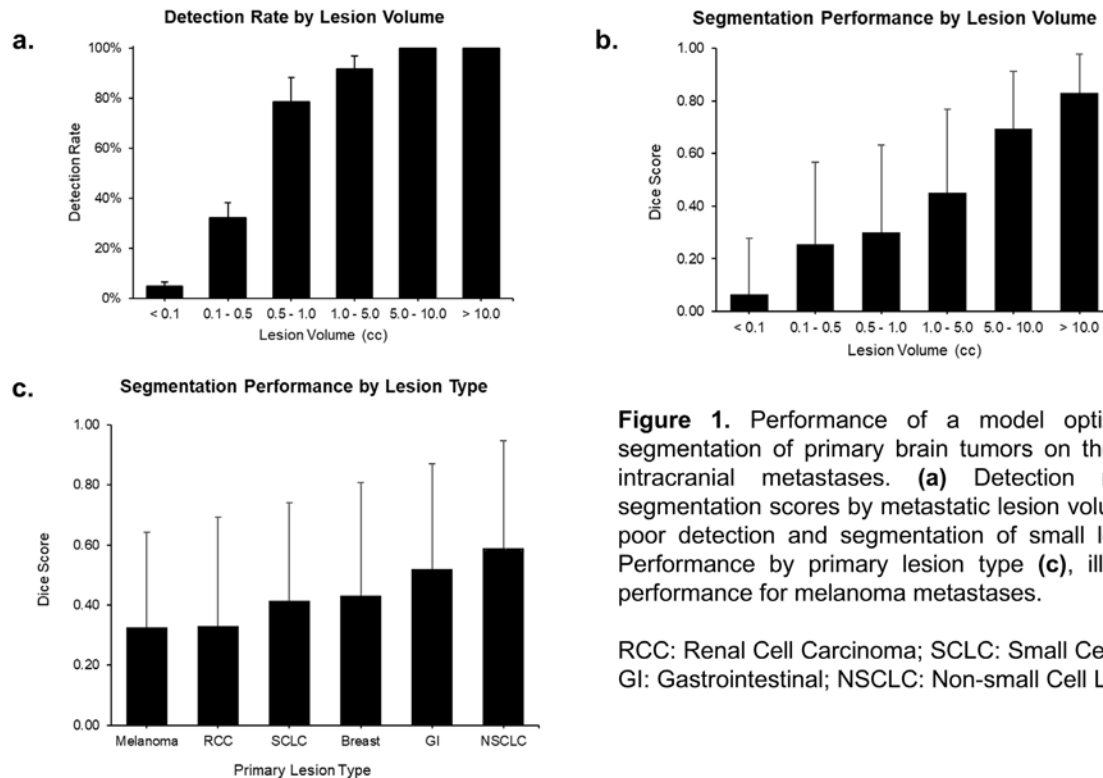 a.
Detection Rate by Lesion Volume
100%
80%
60%
40%
20%
0%
Detection Rate
< 0.1
0.1 - 0.5
0.5 - 1.0
1.0 - 5.0
5.0 - 10.0
> 10.0
Lesion Volume (cc)
b.
Segmentation Performance by Lesion Volume
1.00
0.80
0.60
0.40
0.20
0.00
Dice Score
< 0.1
0.1 - 0.5
0.5 - 1.0
1.0 - 5.0
5.0 - 10.0
> 10.0
Lesion Volume (cc)
c.
Segmentation Performance by Lesion Type
1.00
0.80
0.60
0.40
0.20
0.00
Dice Score
Melanoma
RCC
SCLC
Breast
GI
NSCLC
Primary Lesion Type
Figure 1. Performance of a model opti
segmentation of primary brain tumors on the
intracranial metastases. (a) Detection
segmentation scores by metastatic lesion volu
poor detection and segmentation of small l
Performance by primary lesion type (c), ill
performance for melanoma metastases.
RCC: Renal Cell Carcinoma; SCLC: Small Ce
GI: Gastrointestinal; NSCLC: Non-small Cell L